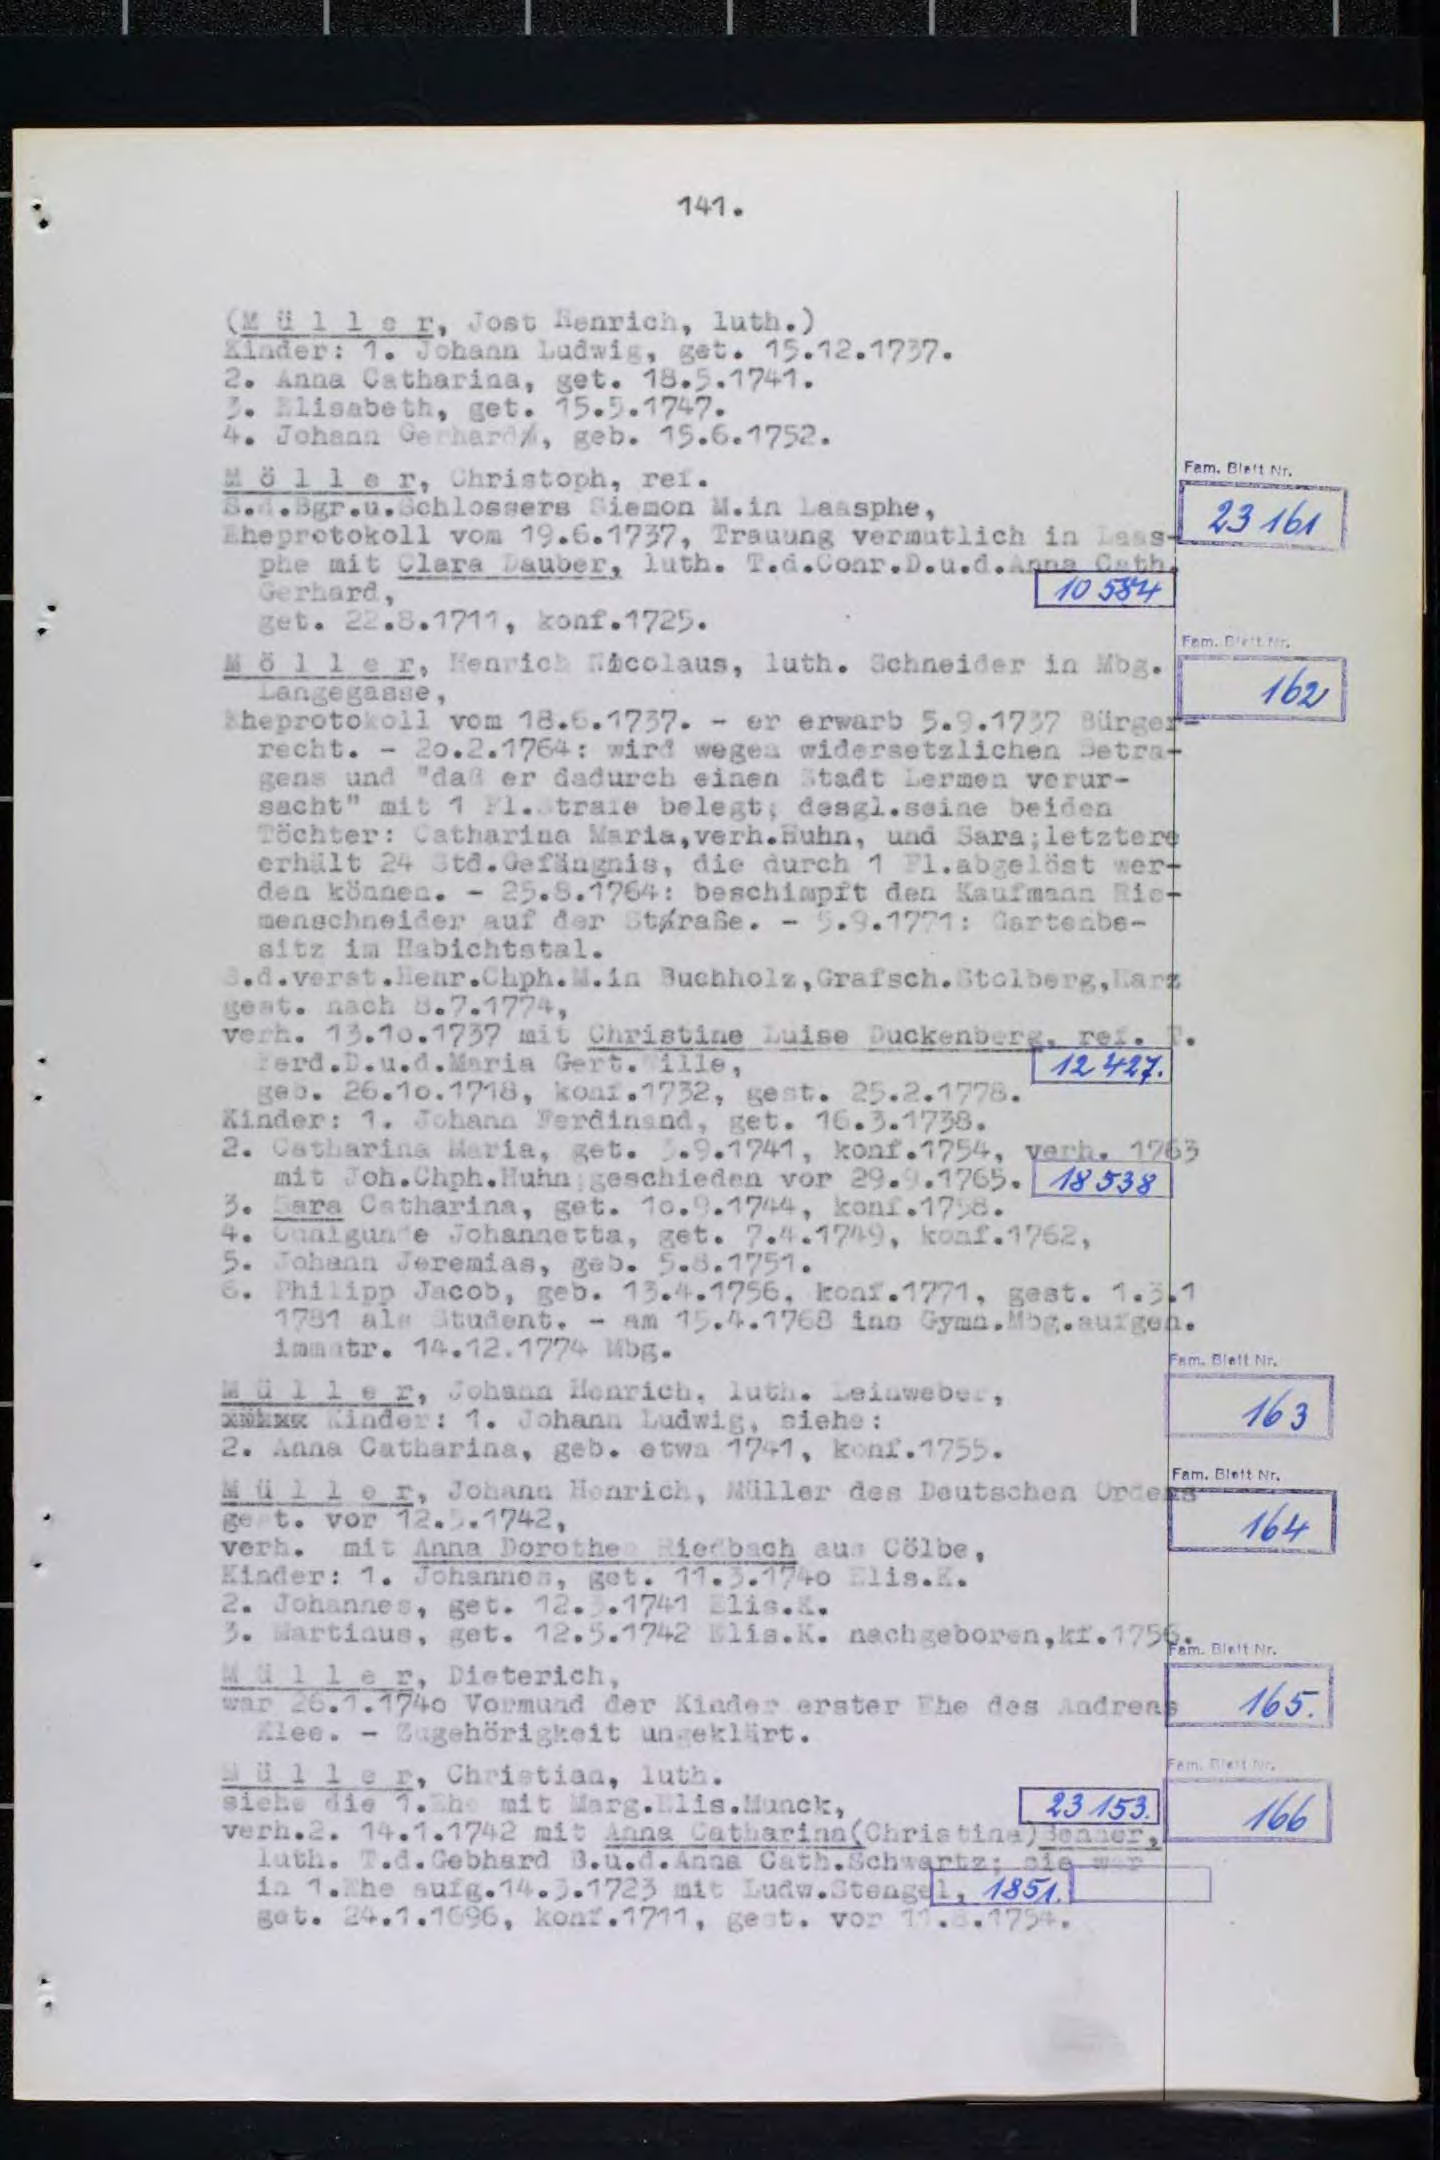 141.
(M ü l l e r, Jost Henrich, luth.)
Kinder: 1. Johann Ludwig, get. 15.12.1737.
2. Anna Catharina, get. 18.5.1741.
3. Elisabeth, get. 15.5.1747.
4. Johann Gerhard, geb. 15.6.1752.
Fam. Blatt Nr.
M ö l l e r, Christoph, ref.
23 161
S.d.Bgr.u.Schlossers Siemon M.in Laasphe,
Eheprotokoll vom 19.6.1737, Trauung vermutlich in Laas-
phe mit Clara Dauber, luth. T.d.Conr.D.u.d.Anna Cath.
Gerhard,
10 584
get. 22.8.1711, konf.1725.
Fam. Blatt Nr.
M ö l l e r, Henrich Nicolaus, luth. Schneider in Mbg.
162
Langegasse,
Eheprotokoll vom 18.6.1737. - er erwarb 5.9.1737 Bürger-
recht. - 2o.2.1764: wird wegen widersetzlichen Betra-
gens und "daß er dadurch einen Stadt Lermen verur-
sacht" mit 1 Fl.Strafe belegt; desgl.seine beiden
Töchter: Catharina Maria,verh.Huhn, und Sara;letztere
erhält 24 Std.Gefängnis, die durch 1 Fl.abgelöst wer-
den können. - 25.8.1764: beschimpft den Kaufmann Rie-
menschneider auf der Straße. - 5.9.1771: Gartenbe-
sitz im Habichtstal.
S.d.verst.Henr.Chph.M.in Buchholz,Grafsch.Stolberg,Harz
gest. nach 8.7.1774,
verh. 13.1o.1737 mit Christine Luise Duckenberg, ref. T.
Ferd.D.u.d.Maria Gert.Wille,
12 427.
geb. 26.1o.1718, konf.1732, gest. 25.2.1778.
Kinder: 1. Johann Ferdinand, get. 16.3.1738.
2. Catharina Maria, get. 3.9.1741, konf.1754, verh. 1763
mit Joh.Chph.Huhn;geschieden vor 29.9.1765.
18 538
3. Sara Catharina, get. 1o.9.1744, konf.1758.
4. Cunigunde Johannetta, get. 7.4.1749, konf.1762,
5. Johann Jeremias, geb. 5.8.1751.
6. Philipp Jacob, geb. 13.4.1756, konf.1771, gest. 1.3.1
1781 als Student. - am 15.4.1768 ins Gymn.Mbg.aufgen.
immatr. 14.12.1774 Mbg.
Fam. Blatt Nr.
M ü l l e r, Johann Henrich, luth. Leinweber,
163
Kinder: 1. Johann Ludwig, siehe:
2. Anna Catharina, geb. etwa 1741, konf.1755.
Fam. Blatt Nr.
M ü l l e r, Johann Henrich, Müller des Deutschen Ordens
164
gest. vor 12.5.1742,
verh. mit Anna Dorothea Riedbach aus Cölbe,
Kinder: 1. Johannes, get. 11.3.174o Elis.K.
2. Johannes, get. 12.3.1741 Elis.K.
3. Martinus, get. 12.5.1742 Elis.K. nachgeboren,kf.1756.
Fam. Blatt Nr.
M ü l l e r, Dieterich,
165.
war 26.1.174o Vormund der Kinder erster Ehe des Andreas
Klee. - Zugehörigkeit ungeklärt.
Fam. Blatt Nr.
M ü l l e r, Christian, luth.
166
siehe die 1.Ehe mit Marg.Elis.Munck,
23 153.
verh.2. 14.1.1742 mit Anna Catharina(Christina)Benner,
luth. T.d.Gebhard B.u.d.Anna Cath.Schwartz; sie war
in 1.Ehe aufg.14.3.1723 mit Ludw.Stengel,
1851.
get. 24.1.1696, konf.1711, gest. vor 11.8.1754.